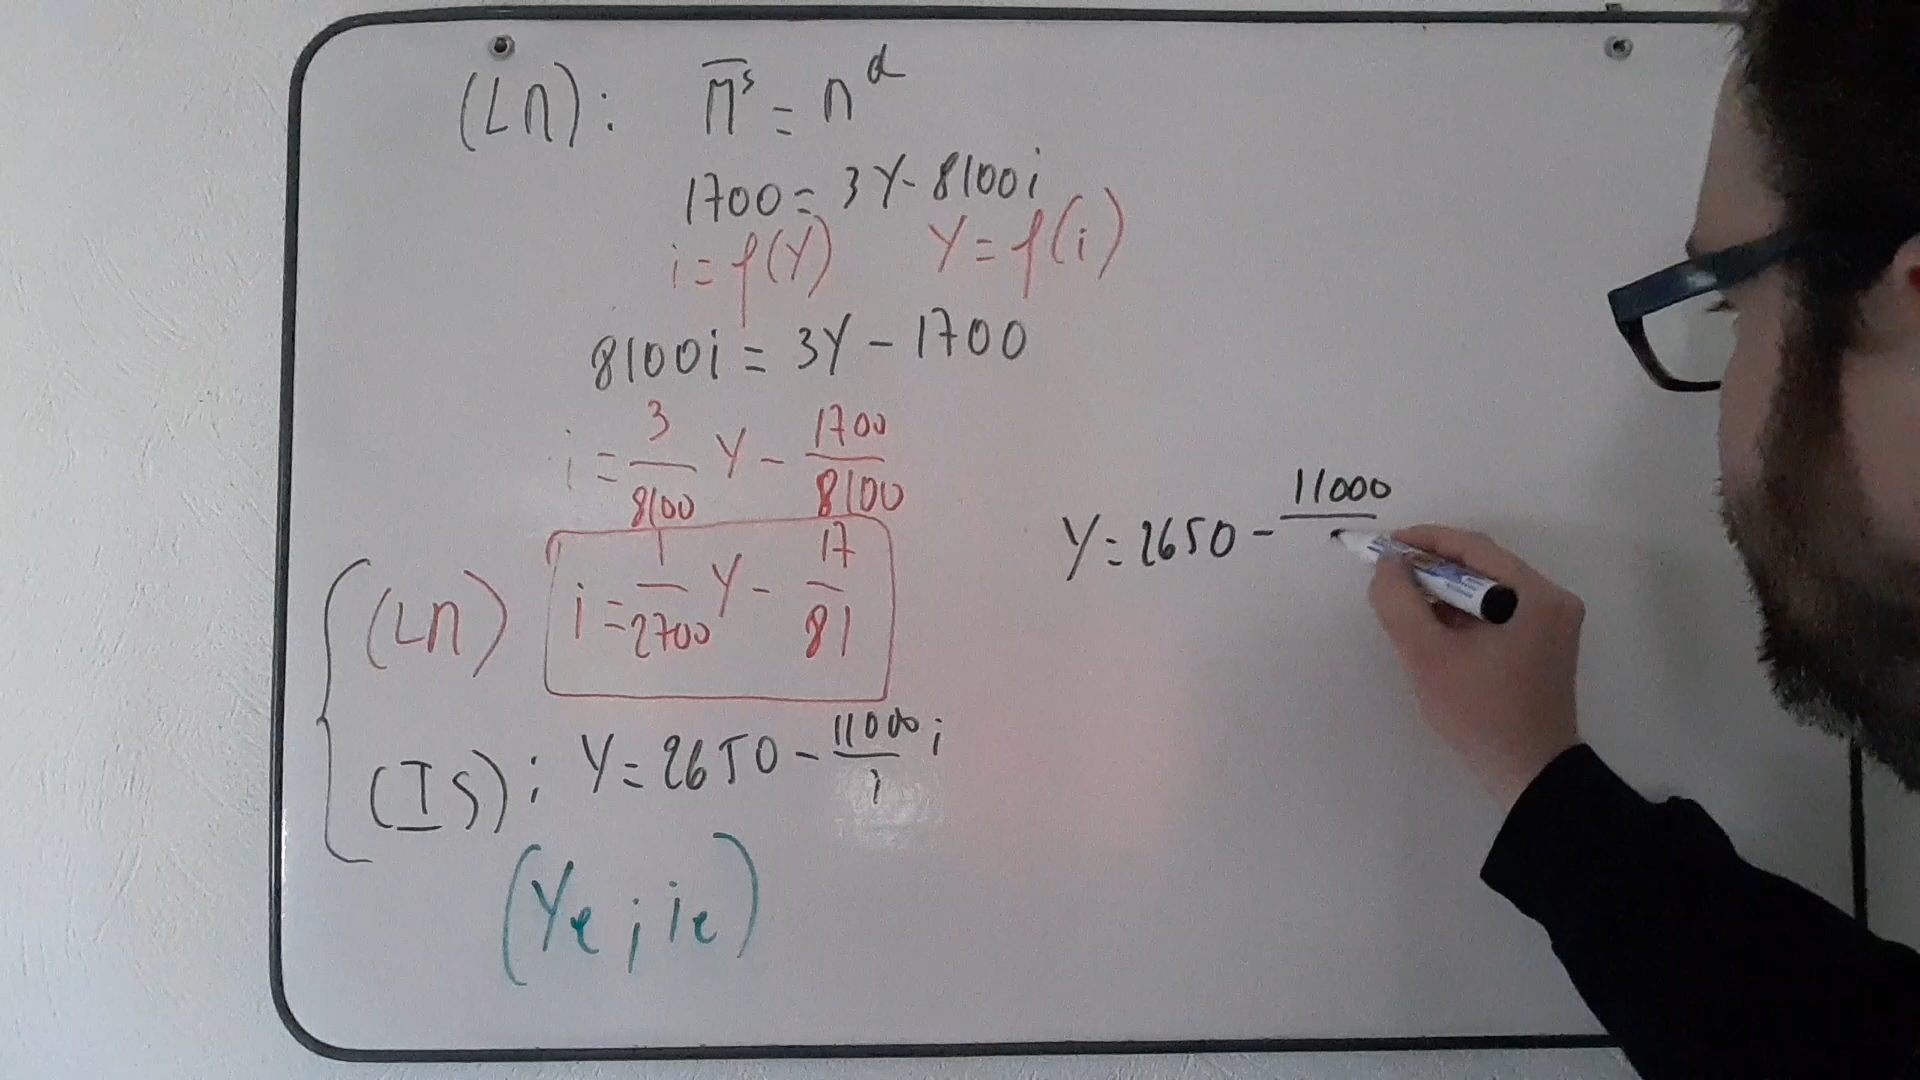 (LM): M̅ˢ = Mᵈ
1700 = 3Y - 8100i
i = f(Y) Y = f(i)
8100i = 3Y - 1700
i = 3/8100 Y - 1700/8100
(LM) i = 1/2700 Y - 17/81
(IS): Y = 2650 - 11000/ i
(Ye ; ie)
Y = 2650 - 11000/